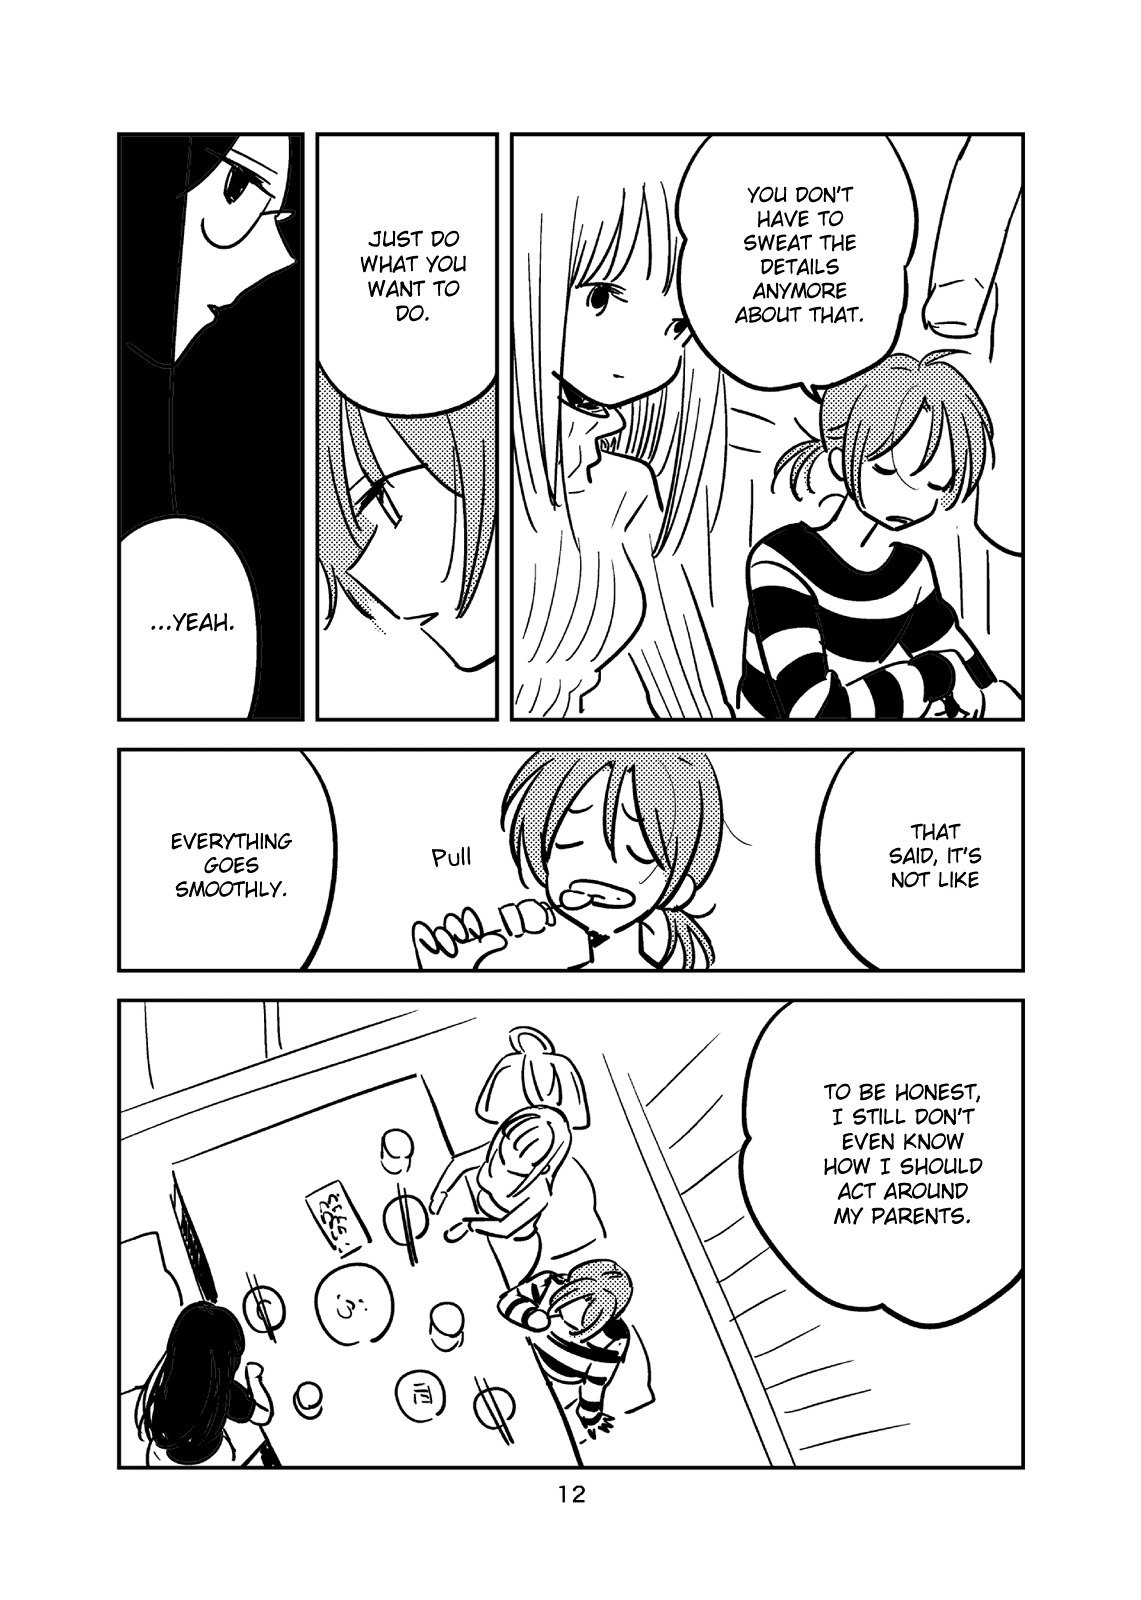 YOU DON'T
HAVE TO
SWEAT THE
DETAILS
ANYMORE
ABOUT THAT.
JUST DO
WHAT YOU
WANT TO
DO.
...YEAH.
THAT
SAID, IT'S
NOT LIKE
Pull
EVERYTHING
GOES
SMOOTHLY.
TO BE HONEST,
I STILL DON'T
EVEN KNOW
HOW I SHOULD
ACT AROUND
MY PARENTS.
12